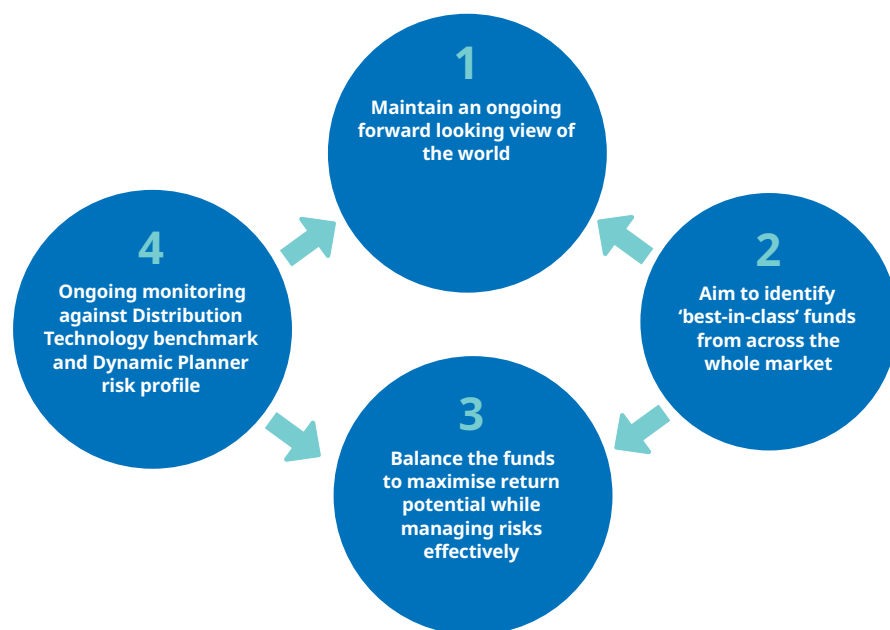 1
Maintain an ongoing
forward looking view of
the world
2
Aim to identify
‘best-in-class’ funds
from across the
whole market
3
Balance the funds
to maximise return
potential while
managing risks
effectively
4
Ongoing monitoring
against Distribution
Technology benchmark
and Dynamic Planner
risk profile